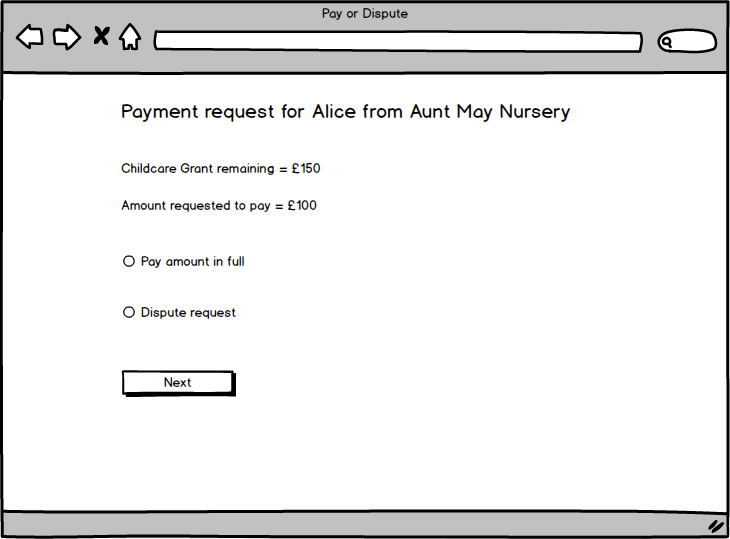 Pay or Dispute
Payment request for Alice from Aunt May Nursery
Childcare Grant remaining = £150
Amount requested to pay = £100
Pay amount in full
Dispute request
Next